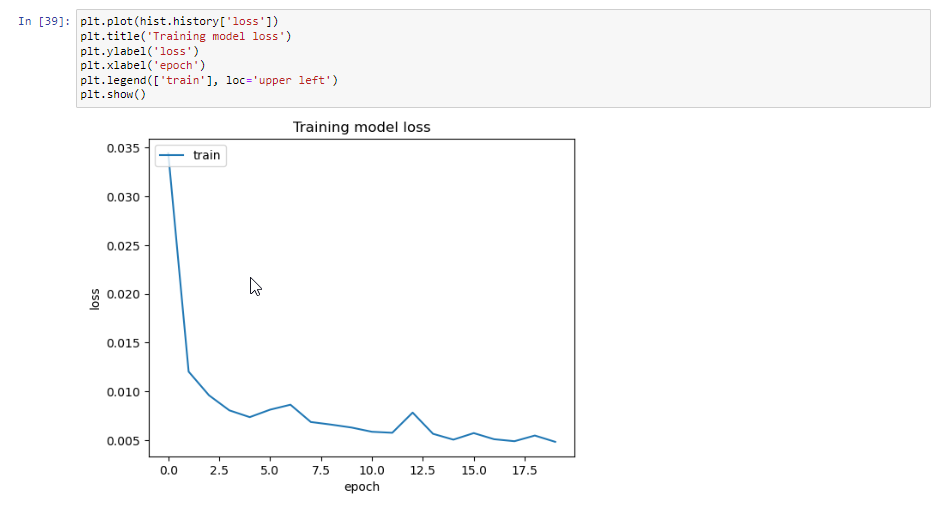 In [39]: plt.plot(hist.history['loss'])
plt.title('Training model loss')
plt.ylabel('loss')
plt.xlabel('epoch')
plt.legend(['train'], loc='upper left')
plt.show()
Training model loss
train
0.035
0.030
0.025
0.020
0.015
0.010
0.005
loss
0.0 2.5 5.0 7.5 10.0 12.5 15.0 17.5
epoch